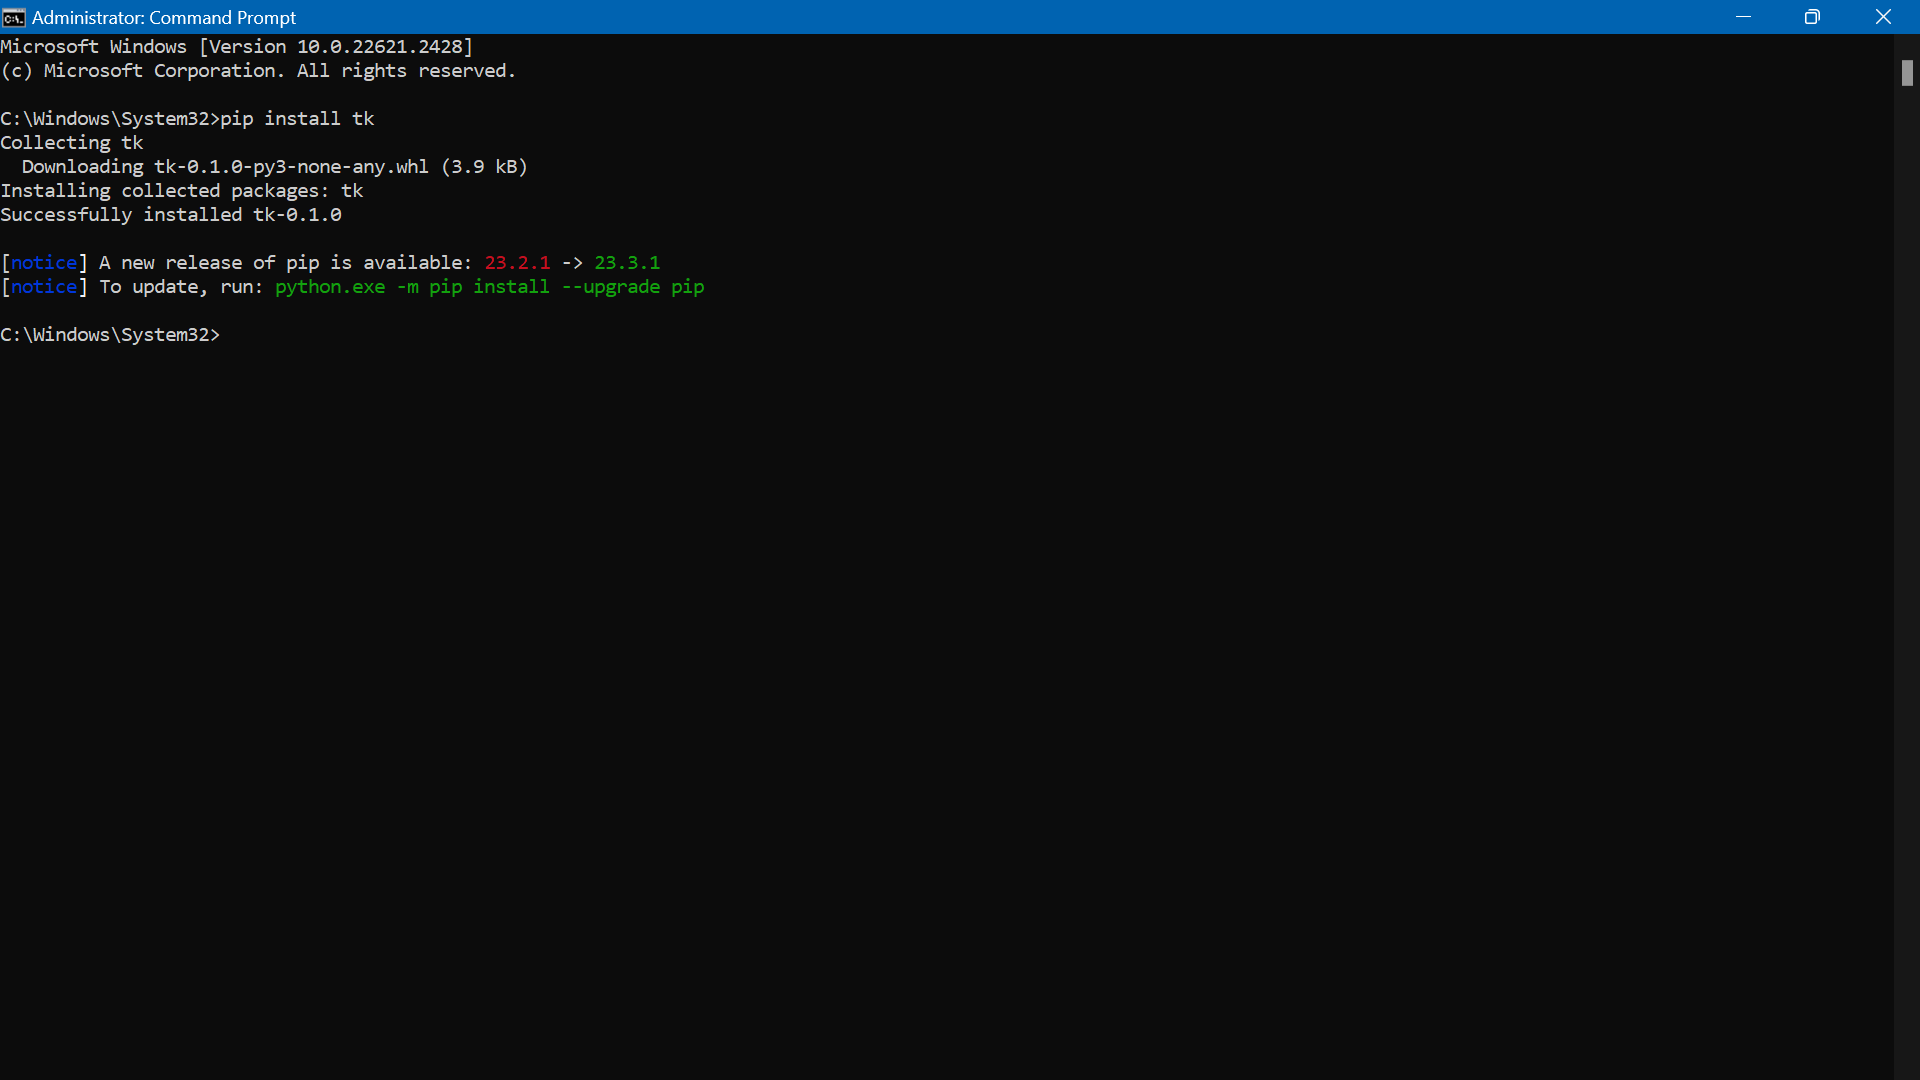 Administrator: Command Prompt
Microsoft Windows [Version 10.0.22621.2428]
(c) Microsoft Corporation. All rights reserved.
C:\Windows\System32>pip install tk
Collecting tk
  Downloading tk-0.1.0-py3-none-any.whl (3.9 kB)
Installing collected packages: tk
Successfully installed tk-0.1.0
[notice] A new release of pip is available: 23.2.1 -> 23.3.1
[notice] To update, run: python.exe -m pip install --upgrade pip
C:\Windows\System32>